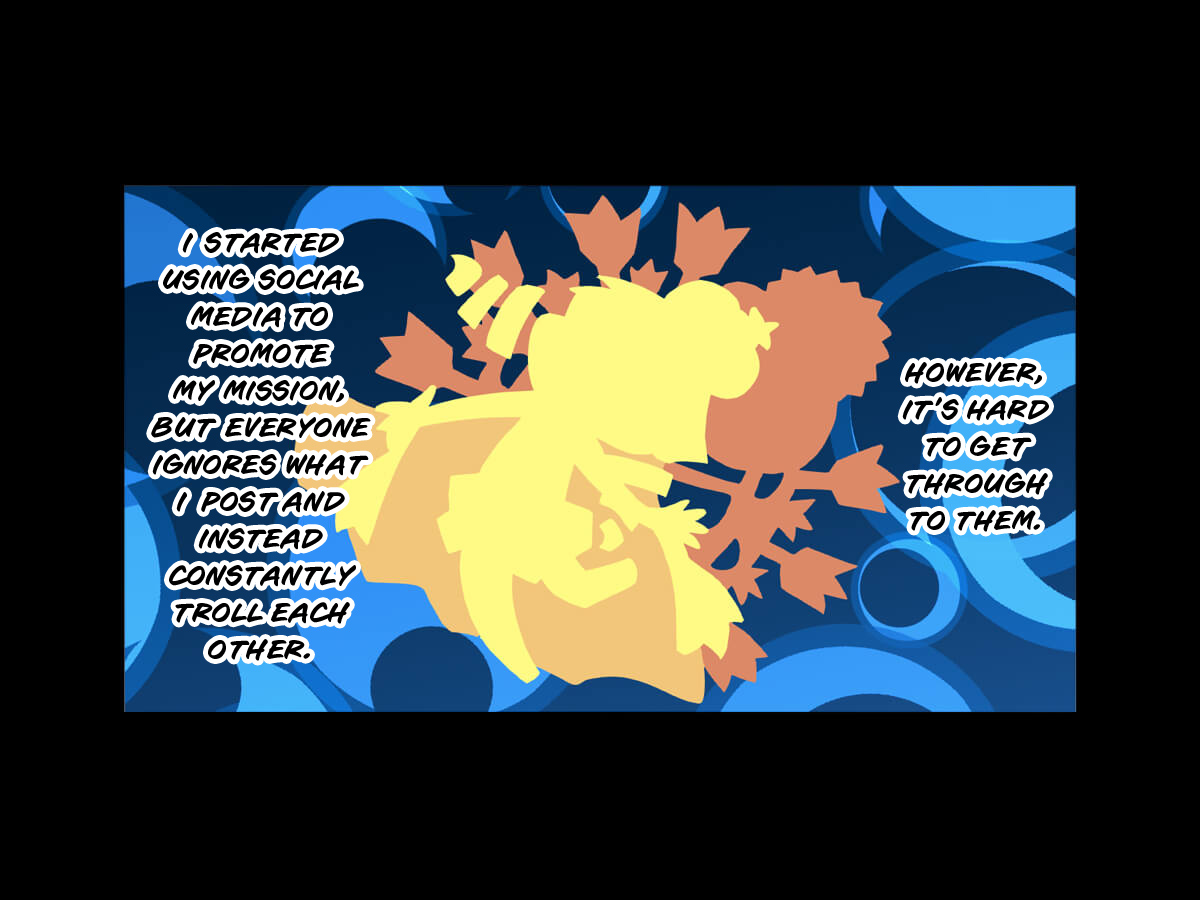 I STARTED
USING SOCIAL
MEDIA TO
PROMOTE
MY MISSION,
BUT EVERYONE
IGNORES WHAT
I POST AND
INSTEAD
CONSTANTLY
TROLL EACH
OTHER.
HOWEVER,
IT'S HARD
TO GET
THROUGH
TO THEM.